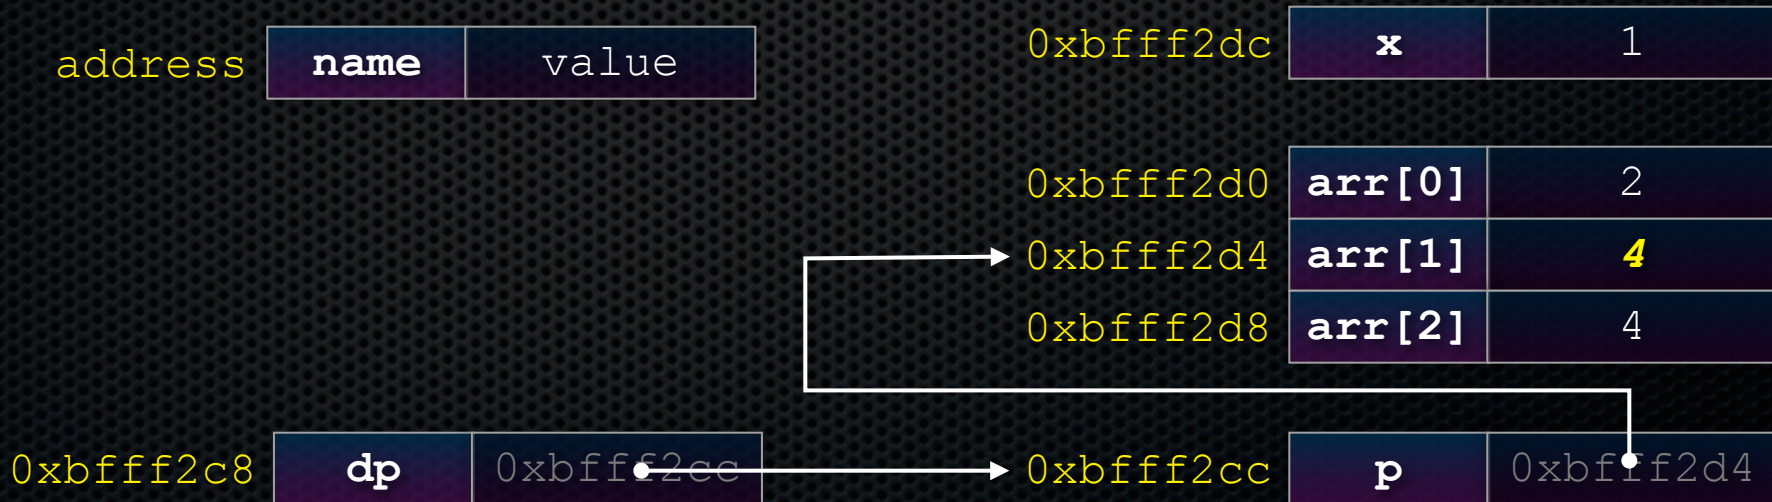 address name value
0xbfff2dc x 1
0xbfff2d0 arr[0] 2
0xbfff2d4 arr[1] 4
0xbfff2d8 arr[2] 4
0xbfff2c8 dp 0xbfff2cc
0xbfff2cc p 0xbfff2d4